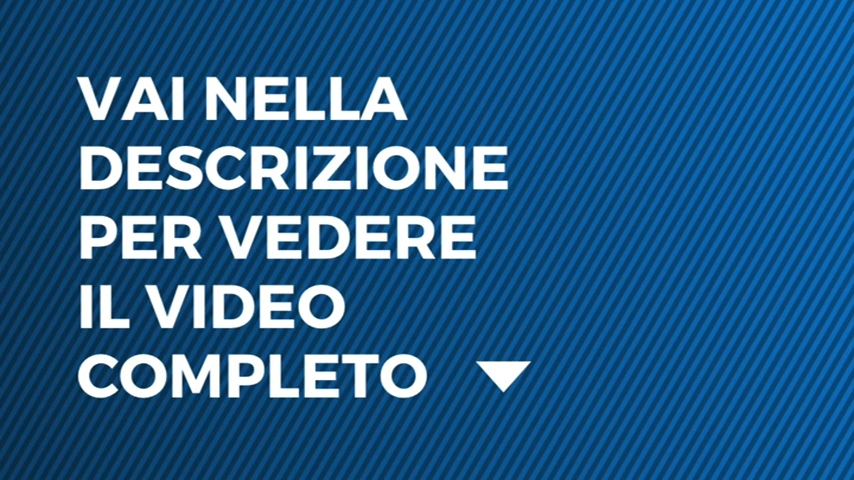 VAI NELLA
DESCRIZIONE
PER VEDERE
IL VIDEO
COMPLETO